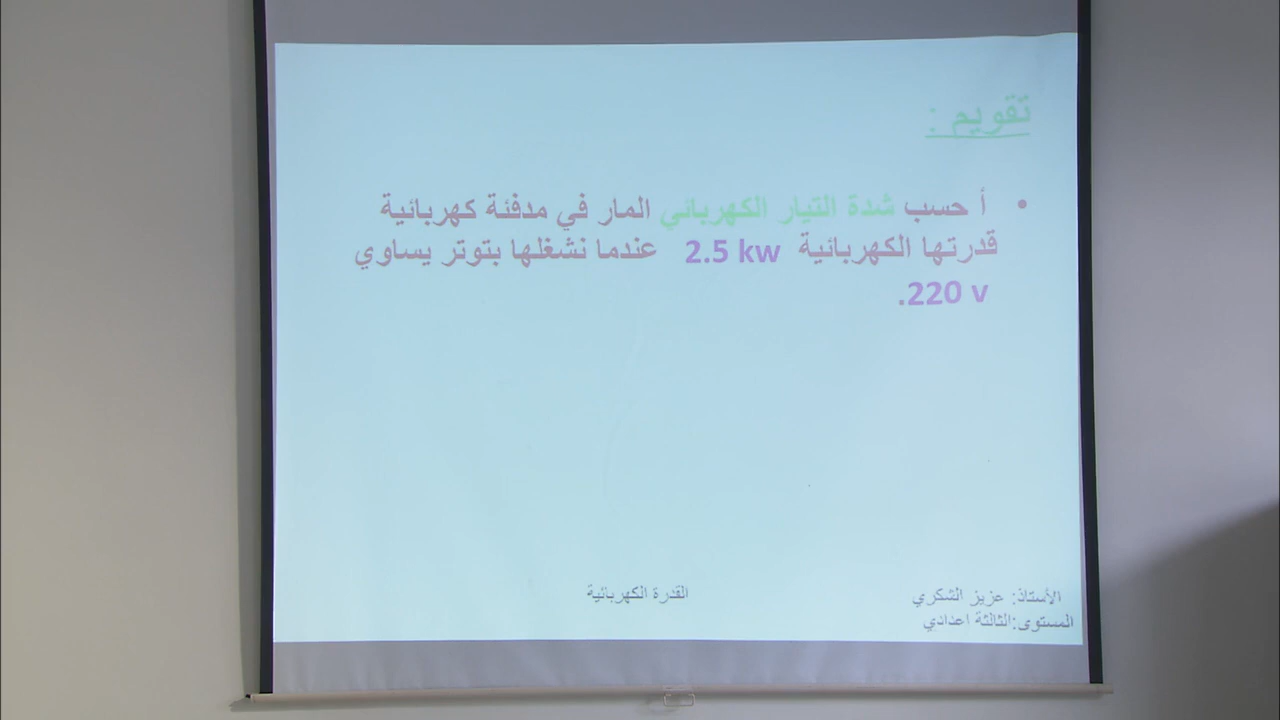 تقويم :
• أ حسب شدة التيار الكهربائي المار في مدفئة كهربائية
قدرتها الكهربائية 2.5 kw عندما نشغلها بتوتر يساوي
220 v.
القدرة الكهربائية
الأستاذ: عزيز الشكري
المستوى:الثالثة اعدادي